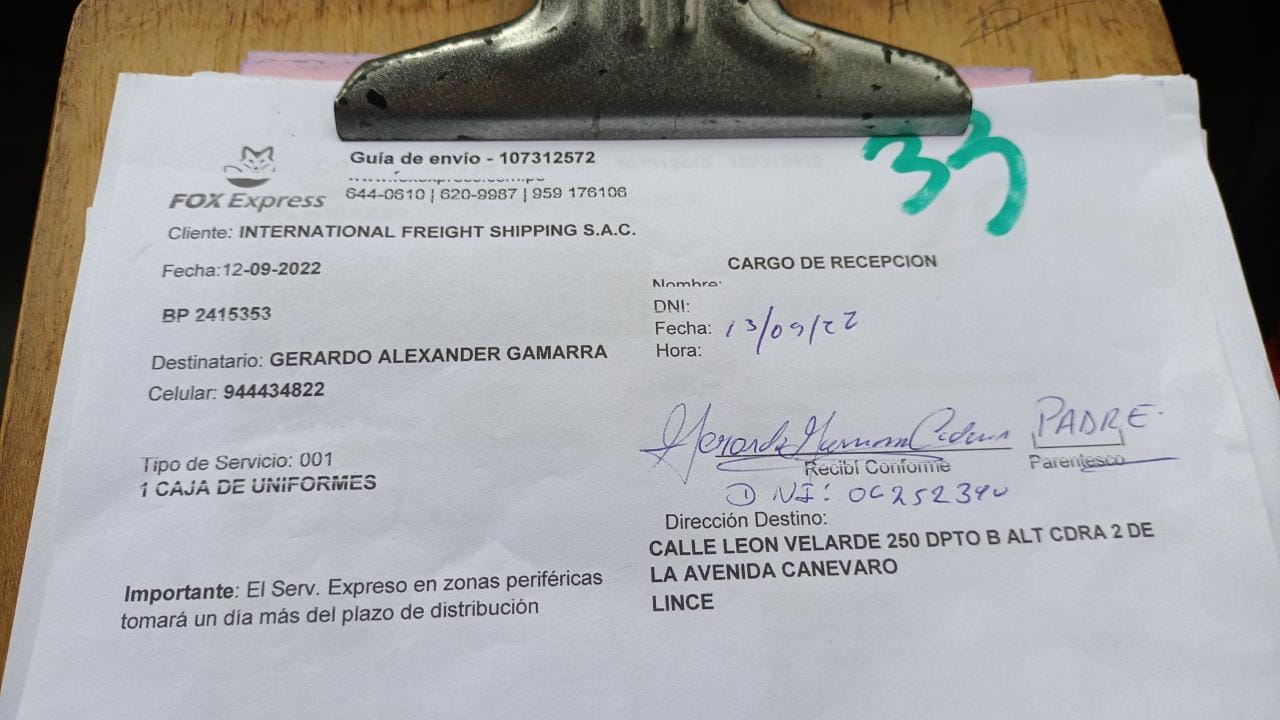 33
Guía de envío - 107312572
644-0610 | 620-9987 | 959 176106
FOX Express
Cliente: INTERNATIONAL FREIGHT SHIPPING S.A.C.
Fecha:12-09-2022
BP 2415353
Destinatario: GERARDO ALEXANDER GAMARRA
Celular: 944434822
Tipo de Servicio: 001
1 CAJA DE UNIFORMES
Importante: El Serv. Expreso en zonas periféricas
tomará un día más del plazo de distribución
CARGO DE RECEPCION
Nombre:
DNI:
Fecha: 13/09/22
Hora:
Gerardo
PADRE
Recibí Conforme
Parentesco
DNI: 06252390
Dirección Destino:
CALLE LEON VELARDE 250 DPTO B ALT CDRA 2 DE
LA AVENIDA CANEVARO
LINCE